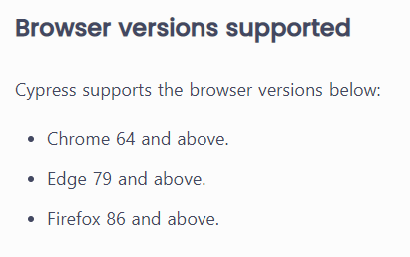 Browser versions supported
Cypress supports the browser versions below:
• Chrome 64 and above.
• Edge 79 and above.
• Firefox 86 and above.